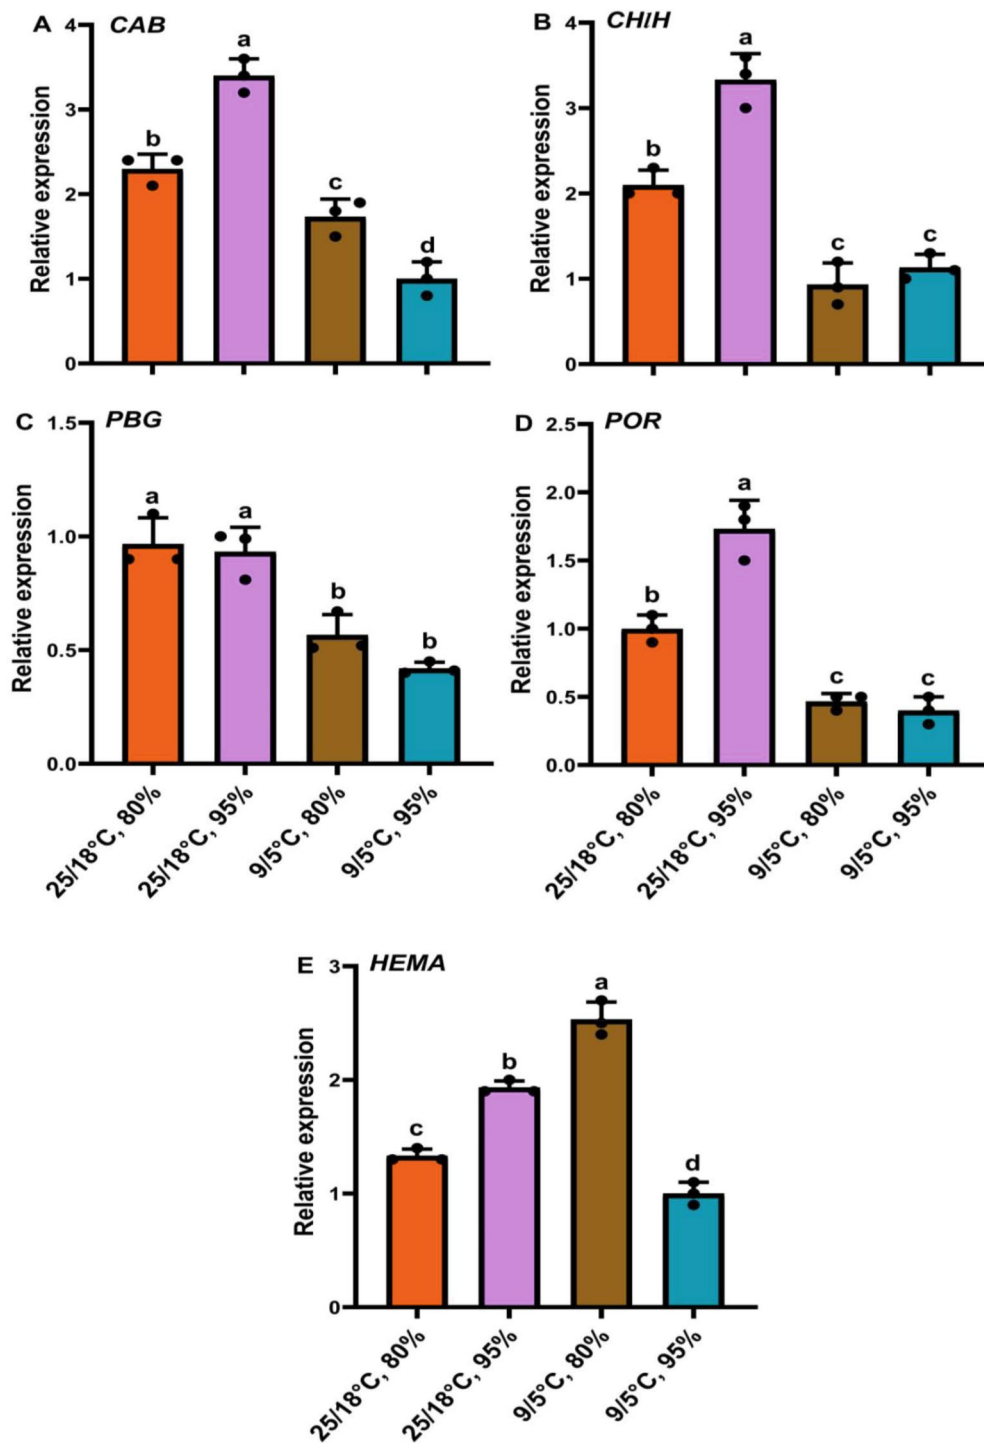 A CAB
Relative expression
4
3
2
1
0
b
a
c
d
B CHlH
Relative expression
4
3
2
1
0
b
a
c
c
C PBG
Relative expression
1.5
1.0
0.5
0.0
a
a
b
b
25/18°C, 80%
25/18°C, 95%
9/5°C, 80%
9/5°C, 95%
D POR
Relative expression
2.5
2.0
1.5
1.0
0.5
0.0
b
a
c
c
25/18°C, 80%
25/18°C, 95%
9/5°C, 80%
9/5°C, 95%
E HEMA
Relative expression
3
2
1
0
c
b
a
d
25/18°C, 80%
25/18°C, 95%
9/5°C, 80%
9/5°C, 95%